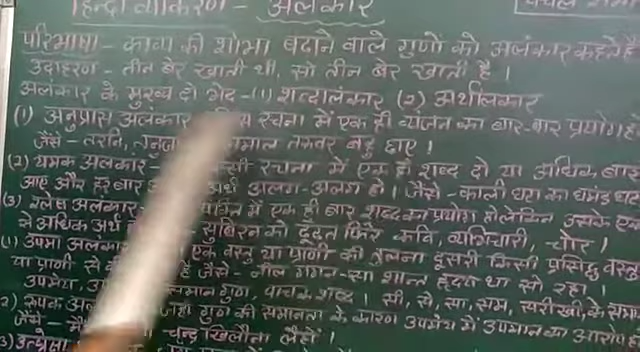 हिन्दी व्याकरण - अलंकार
परिभाषा - काव्य की शोभा बढ़ाने वाले गुणों को अलंकार कहते हैं
उदाहरण - तीन बेर खाती थी, सो तीन बेर खाती है।
अलंकार के मुख्य दो भेद - (1) शब्दालंकार (2) अर्थालंकार
(1) अनुप्रास अलंकार रचना में एक ही व्यंजन का बार-बार प्रयोग हो
जैसे - तरनि, तनूजा तमाल तरुवर बहु छाए।
(2) यमक अलंकार - किसी रचना में एक ही शब्द दो या अधिक बार
आए और हर बार अर्थ अलग-अलग हो। जैसे - काली घटा का घमंड घटा
(3) श्लेष अलंकार में एक ही बार शब्द का प्रयोग हो लेकिन उसके एक
से अधिक अर्थ - सुबरन को ढूंढत फिरे कवि, व्यभिचारी, चोर।
(1) उपमा अलंकार एक वस्तु या प्राणी की तुलना दूसरी किसी प्रसिद्ध वस्तु
या प्राणी से की है जैसे - नील गगन-सा शान्त हृदय था सो रहा।
उपमेय, समान गुण, वाचक शब्द। सी, से, सा, सम, सरीखी, के समान
2) रूपक जहाँ गुण की समानता के कारण उपमेय में उपमान का आरोप हो
जैसे - मैया चन्द्र खिलौना लैहों।
3) उत्प्रेक्षा